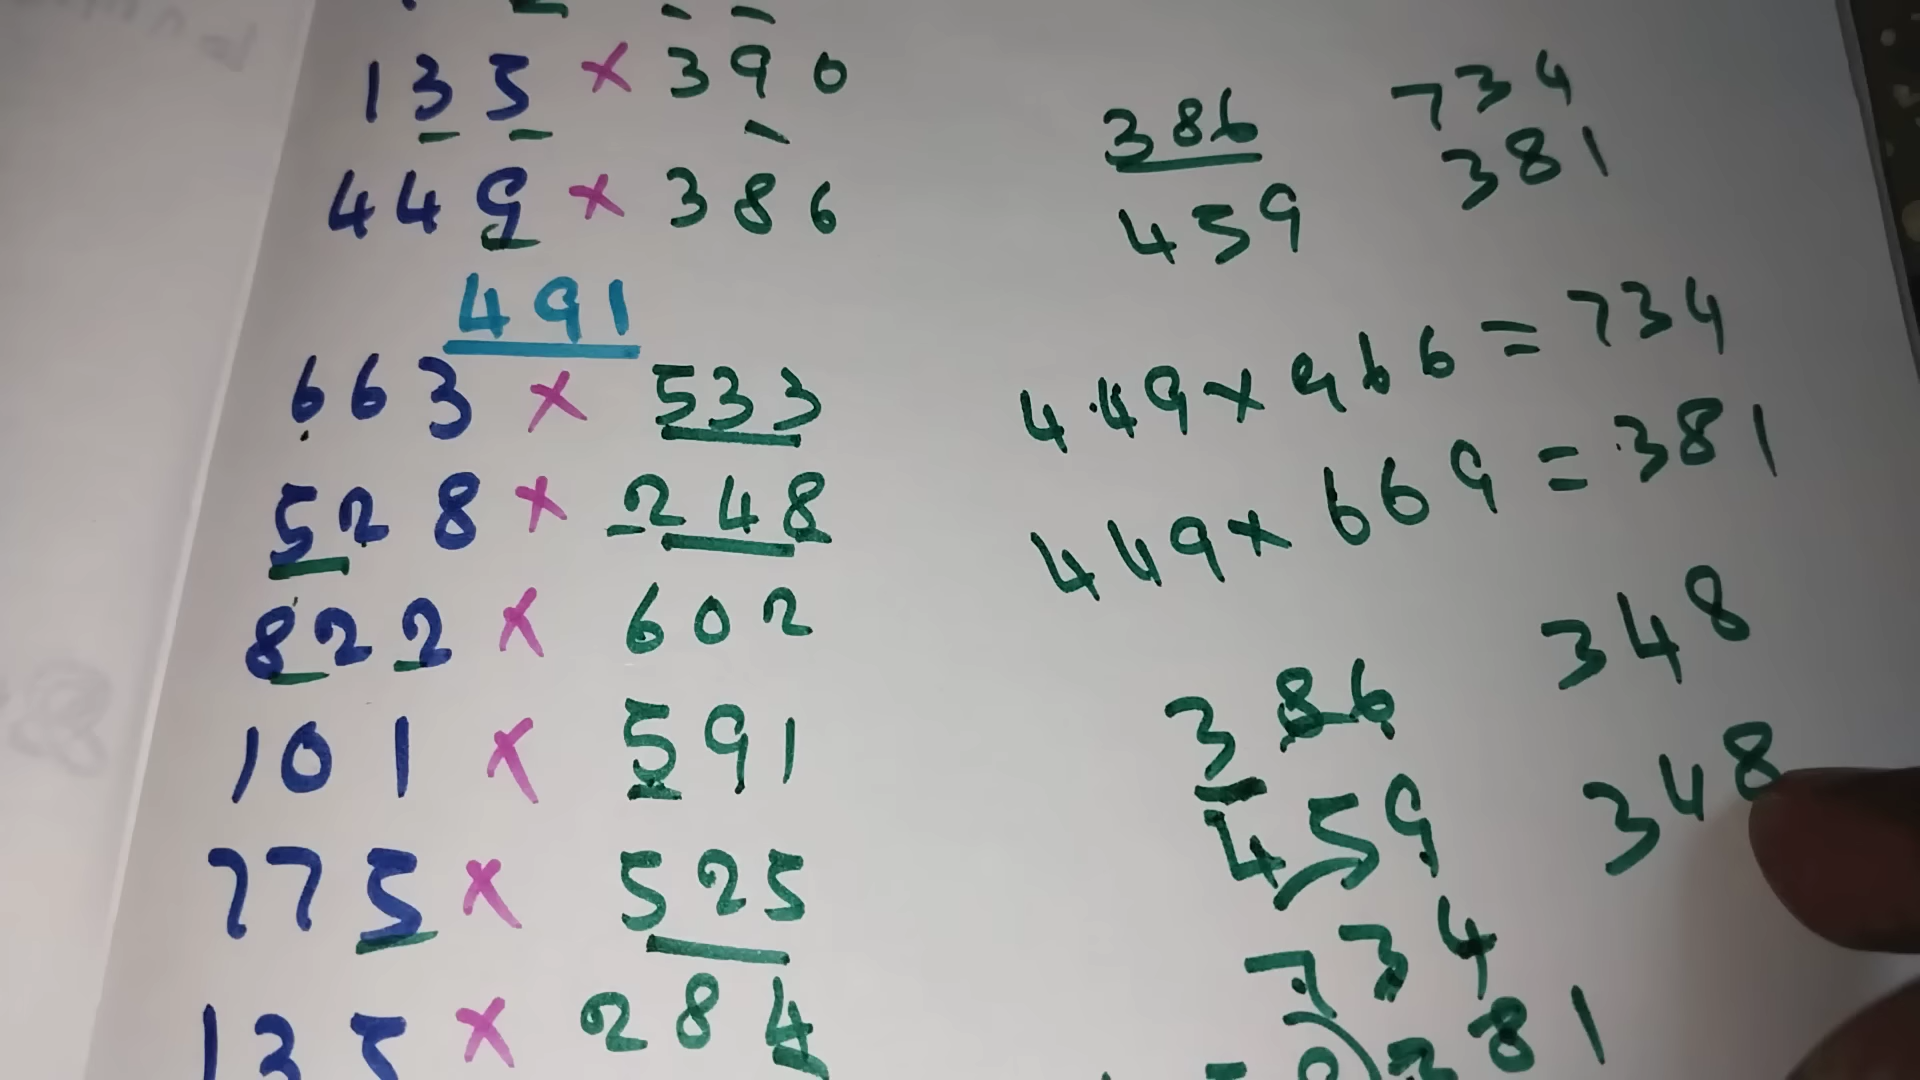 135 × 390
449 × 386
491
663 × 533
528 × 248
822 × 602
101 × 591
775 × 525
135 × 284
386
459
734
381
449 × 966 = 734
449 × 669 = 381
348
386
348
459
734
381